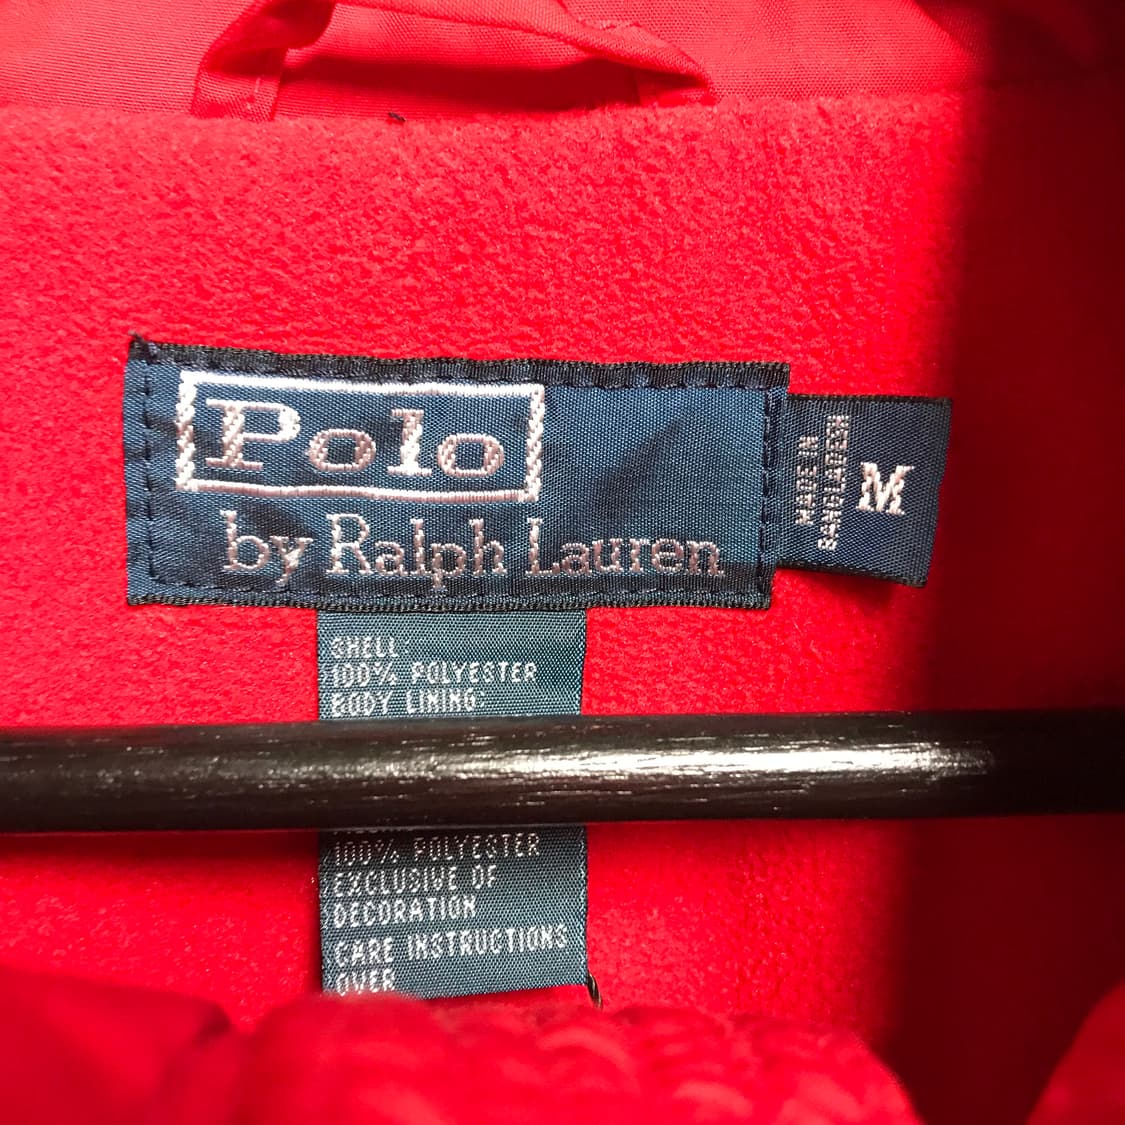 Polo
by Ralph Lauren
MADE IN
BANGLADESH
M
SHELL:
100% POLYESTER
BODY LINING:
100% POLYESTER
EXCLUSIVE OF
DECORATION
CARE INSTRUCTIONS
OVER